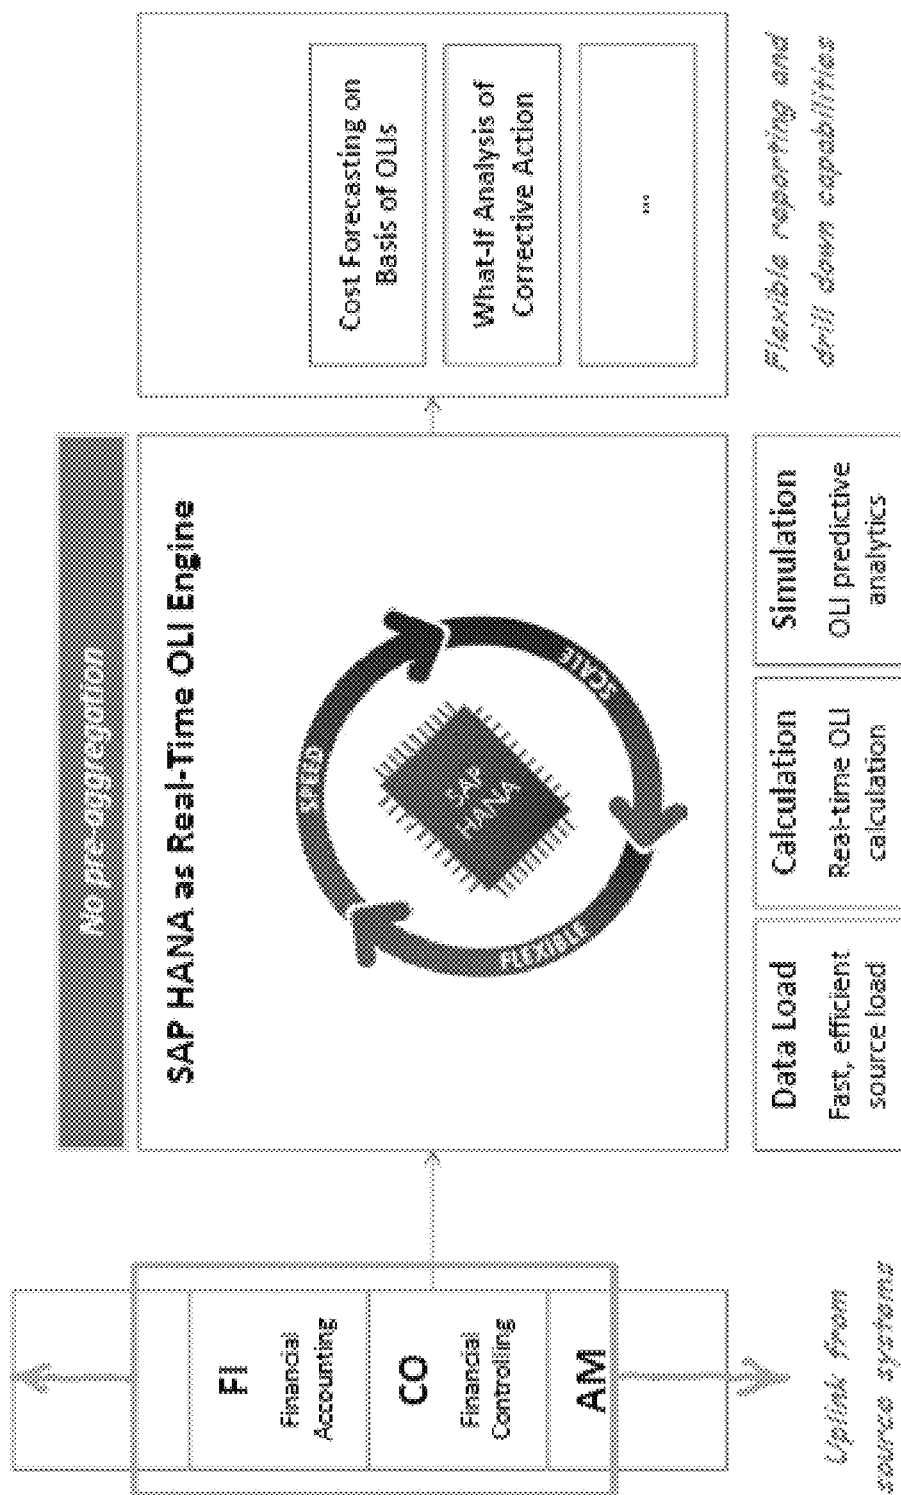 No pre-aggregation
FI
Financial
Accounting
CO
Financial
Controlling
AM
Uplink from
source systems
SAP HANA as Real-Time OLI Engine
SPEED
SCALE
FLEXIBLE
SAP
HANA
Data Load
Fast, efficient
source load
Calculation
Real-time OLI
calculation
Simulation
OLI predictive
analytics
Cost Forecasting on
Basis of OLIs
What-If Analysis of
Corrective Action
...
Flexible reporting and
drill down capabilities